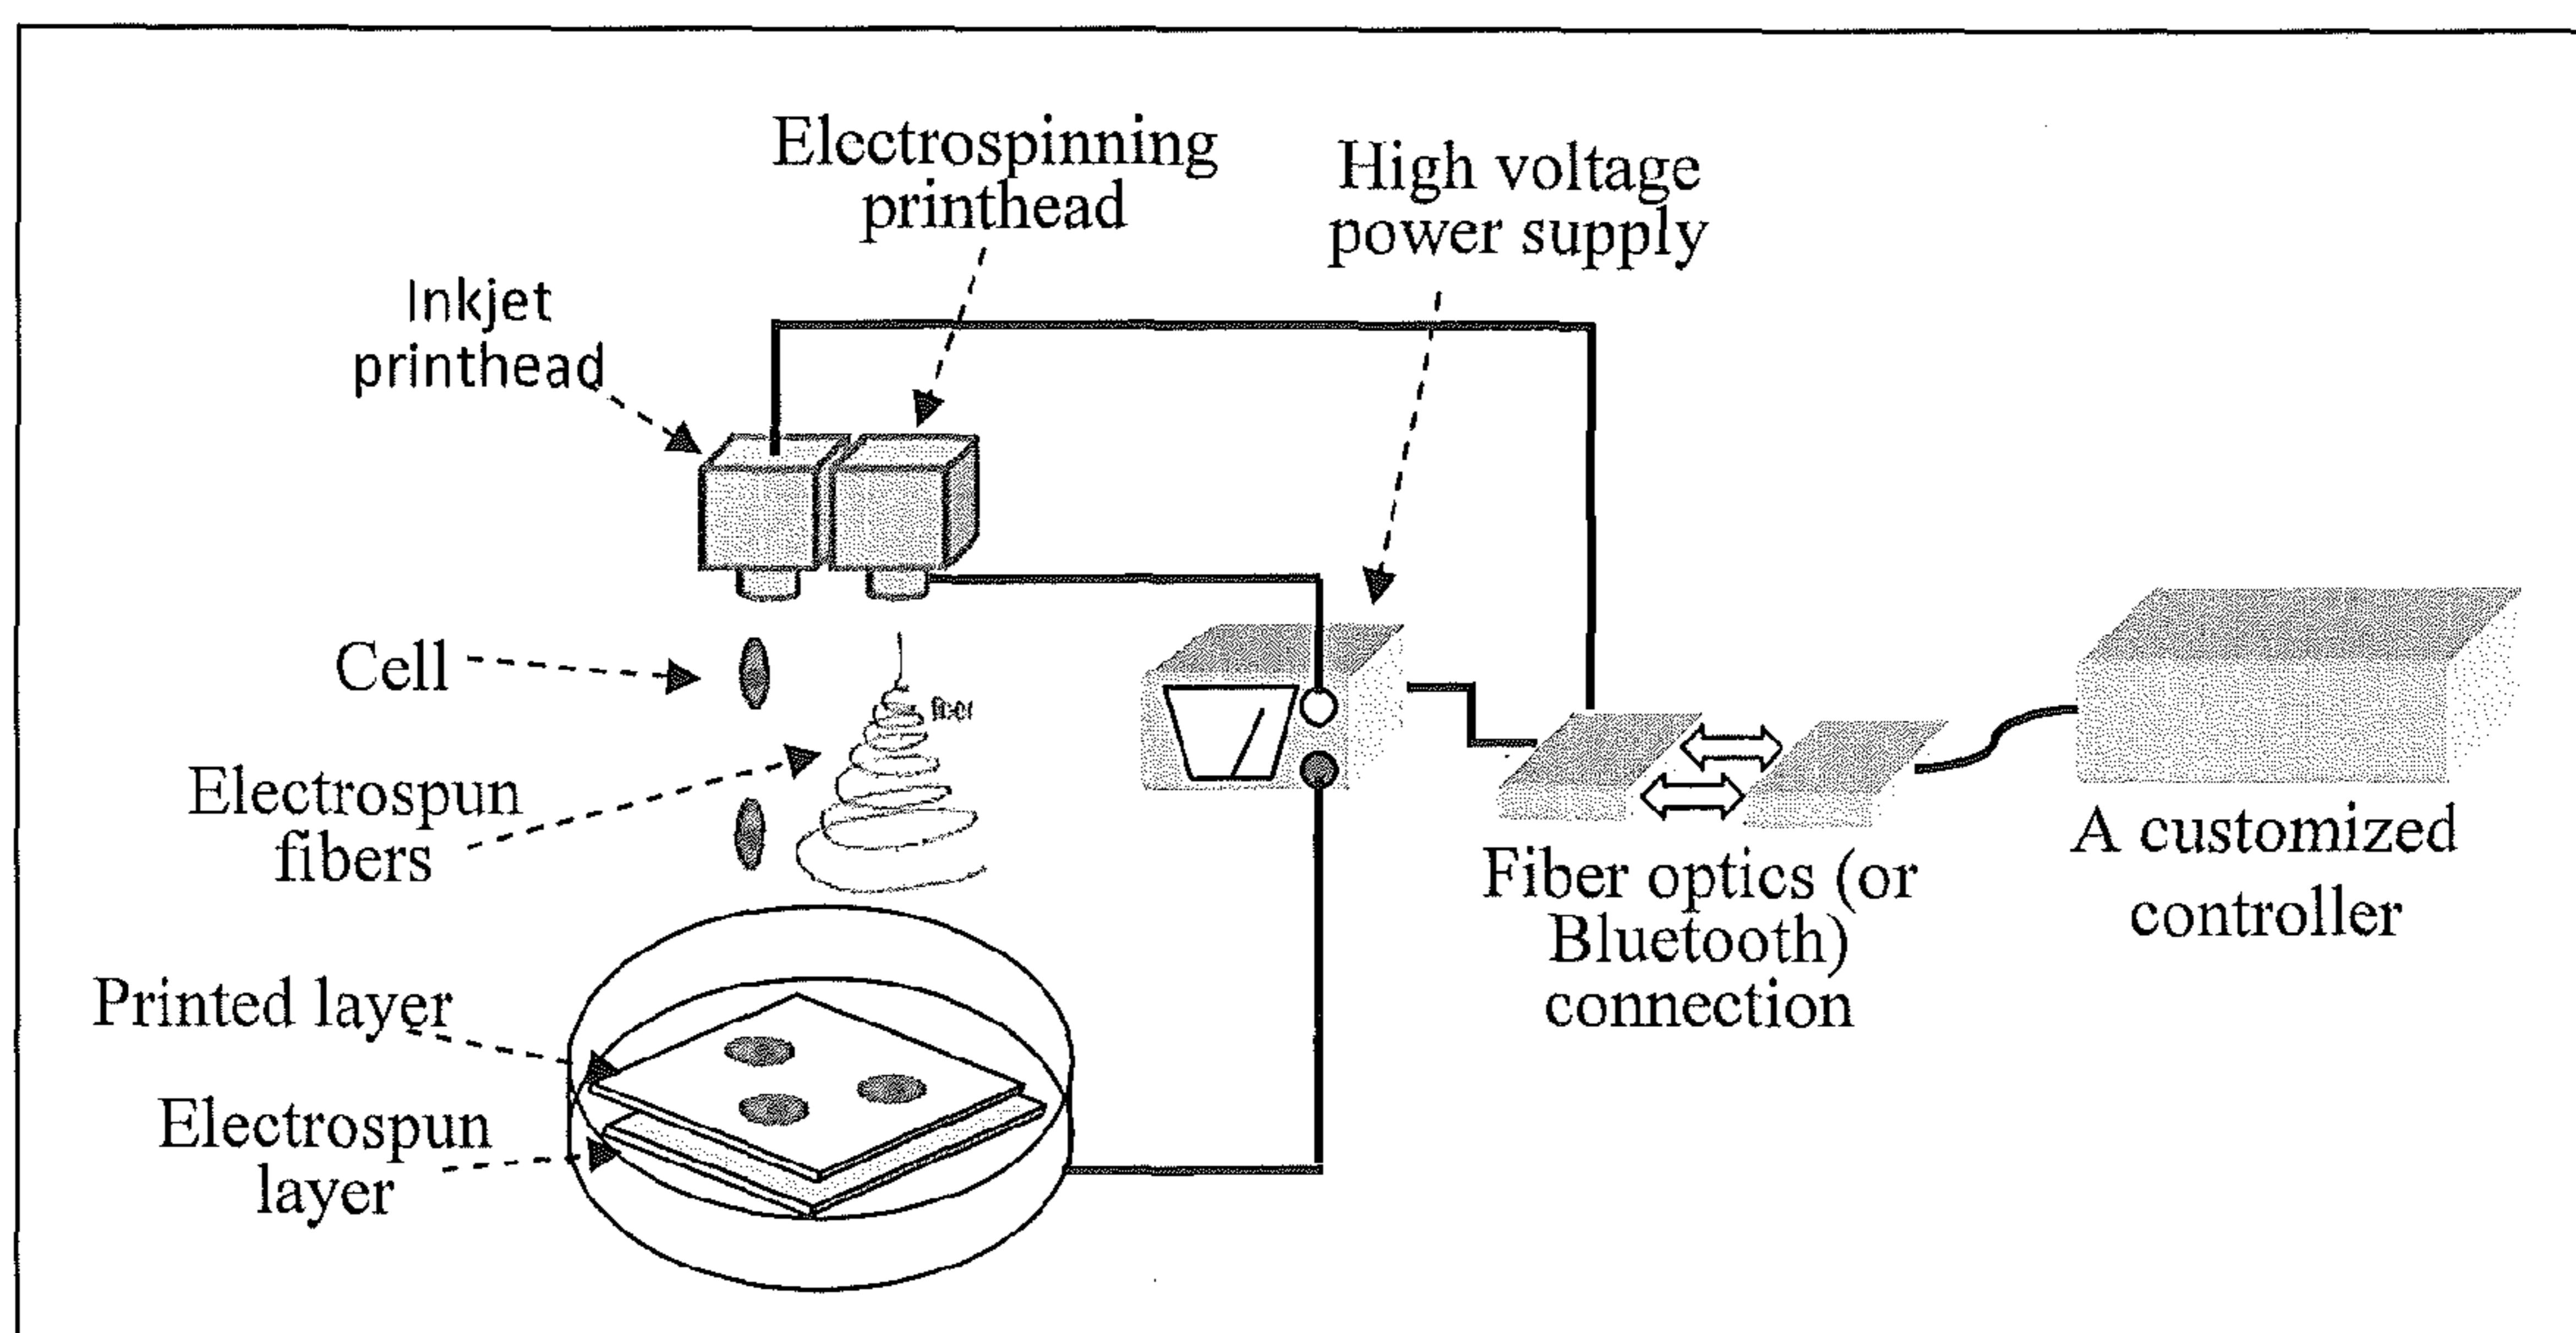 Electrospinning
printhead
High voltage
power supply
Inkjet
printhead
Cell
fiber
Electrospun
fibers
A customized
controller
Fiber optics (or
Bluetooth)
connection
Printed layer
Electrospun
layer